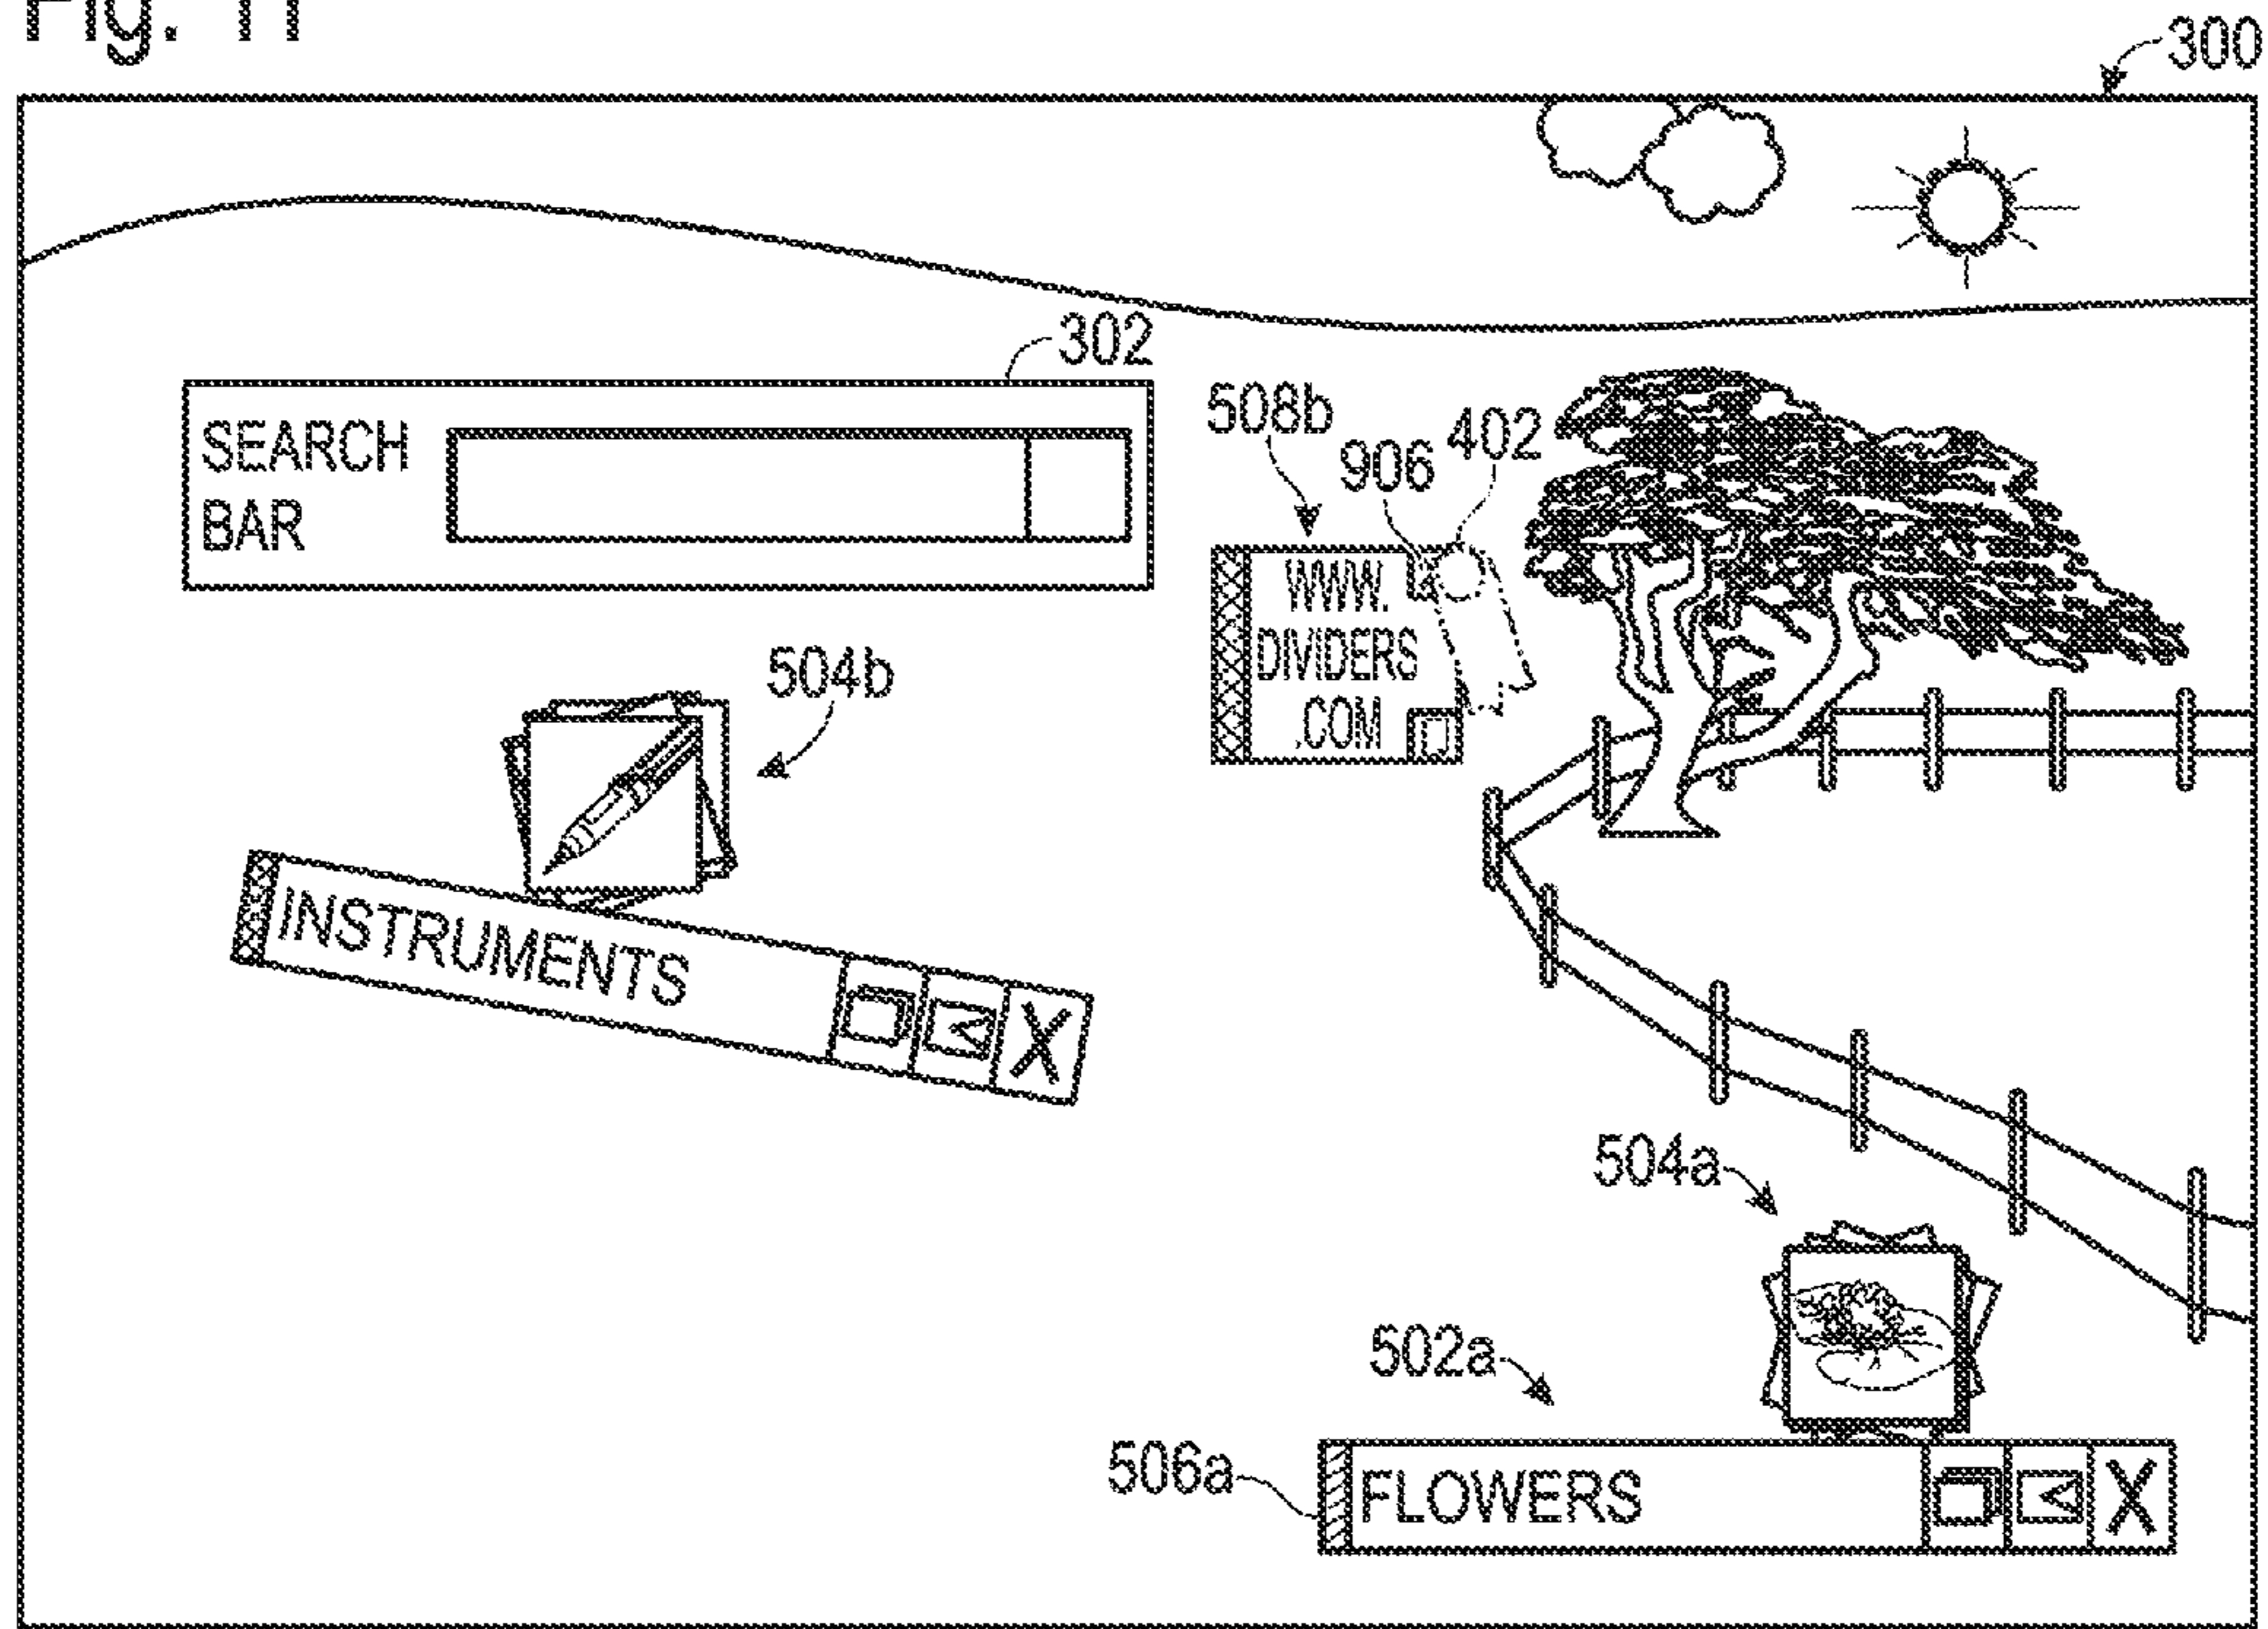 Fig. 11
300
302
SEARCH
BAR
508b
906
402
WWW.
DIVIDERS
.COM
504b
INSTRUMENTS
X
504a
502a
506a
FLOWERS
X